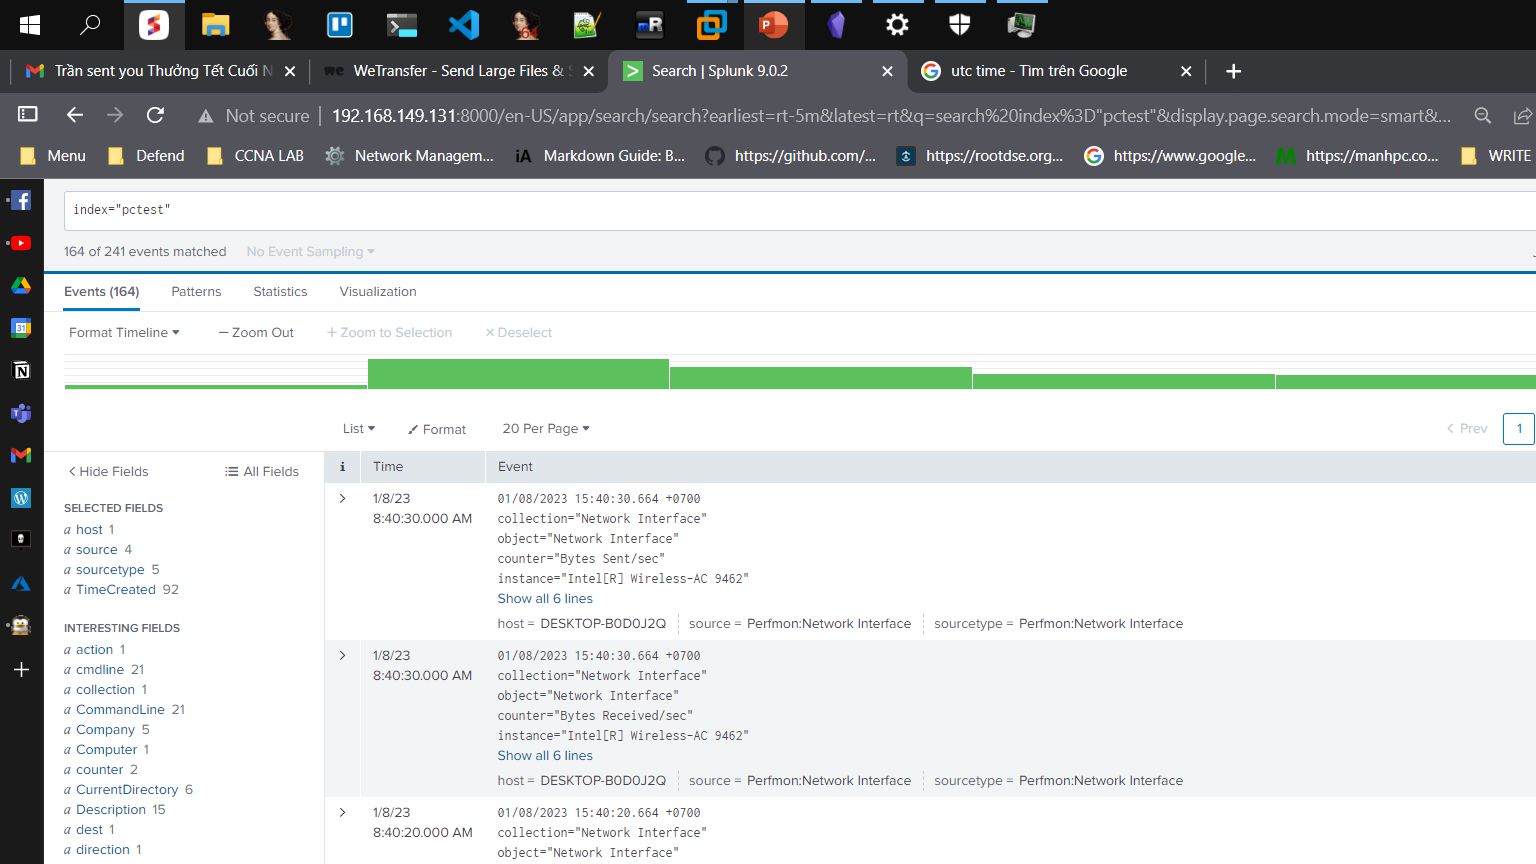 Trần sent you Thưởng Tết Cuối N
WeTransfer - Send Large Files & S
Search | Splunk 9.0.2
utc time - Tìm trên Google
Not secure
192.168.149.131:8000/en-US/app/search/search?earliest=rt-5m&latest=rt&q=search%20index%3D"pctest"&display.page.search.mode=smart&...
Menu
Defend
CCNA LAB
Network Managem...
iA
Markdown Guide: B...
https://github.com/...
https://rootdse.org...
https://www.google...
https://manhpc.co...
WRITE
index="pctest"
164 of 241 events matched
No Event Sampling
Events (164)
Patterns
Statistics
Visualization
Format Timeline
– Zoom Out
+ Zoom to Selection
× Deselect
List
Format
20 Per Page
< Prev
1
< Hide Fields
All Fields
i
Time
Event
SELECTED FIELDS
a host 1
a source 4
a sourcetype 5
a TimeCreated 92
INTERESTING FIELDS
a action 1
a cmdline 21
a collection 1
a CommandLine 21
a Company 5
a Computer 1
a counter 2
a CurrentDirectory 6
a Description 15
a dest 1
a direction 1
1/8/23
8:40:30.000 AM
01/08/2023 15:40:30.664 +0700
collection="Network Interface"
object="Network Interface"
counter="Bytes Sent/sec"
instance="Intel[R] Wireless-AC 9462"
Show all 6 lines
host = DESKTOP-B0D0J2Q
source = Perfmon:Network Interface
sourcetype = Perfmon:Network Interface
1/8/23
8:40:30.000 AM
01/08/2023 15:40:30.664 +0700
collection="Network Interface"
object="Network Interface"
counter="Bytes Received/sec"
instance="Intel[R] Wireless-AC 9462"
Show all 6 lines
host = DESKTOP-B0D0J2Q
source = Perfmon:Network Interface
sourcetype = Perfmon:Network Interface
1/8/23
8:40:20.000 AM
01/08/2023 15:40:20.664 +0700
collection="Network Interface"
object="Network Interface"